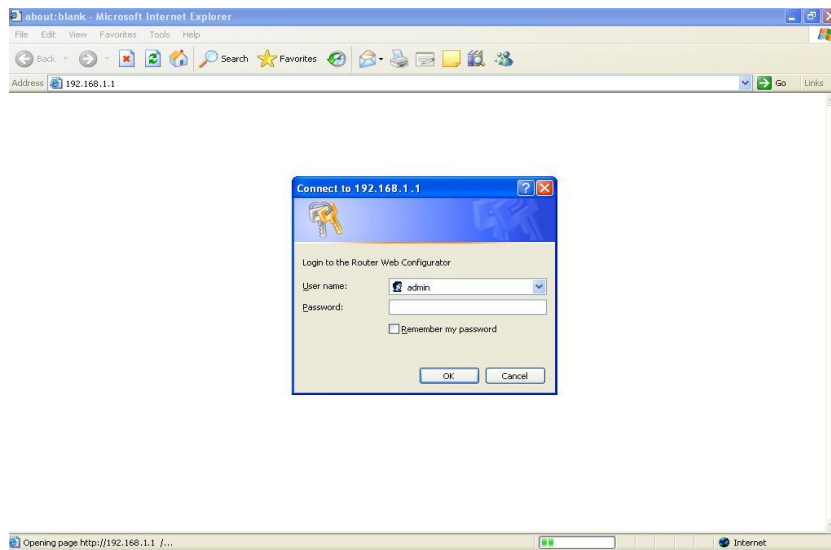 about:blank - Microsoft Internet Explorer
File Edit View Favorites Tools Help
Back Search Favorites
Address 192.168.1.1 Go Links
Connect to 192.168.1.1
Login to the Router Web Configurator
User name: admin
Password:
Remember my password
OK Cancel
Opening page http://192.168.1.1 /... Internet